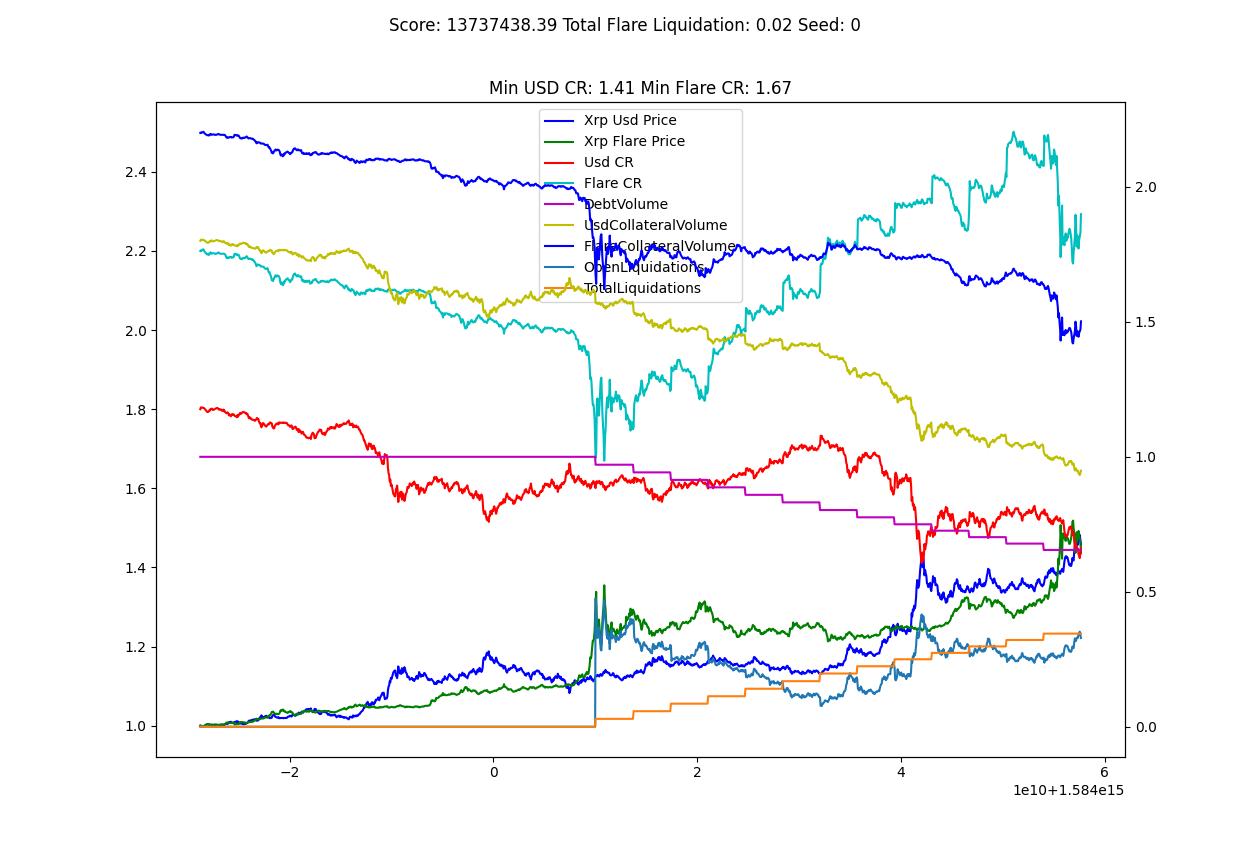 Score: 13737438.39 Total Flare Liquidation: 0.02 Seed: 0
Min USD CR: 1.41 Min Flare CR: 1.67
Xrp Usd Price
Xrp Flare Price
Usd CR
Flare CR
DebtVolume
UsdCollateralVolume
FlareCollateralVolume
OpenLiquidations
TotalLiquidations
2.4
2.2
2.0
1.8
1.6
1.4
1.2
1.0
2.0
1.5
1.0
0.5
0.0
−2
0
2
4
6
1e10+1.584e15